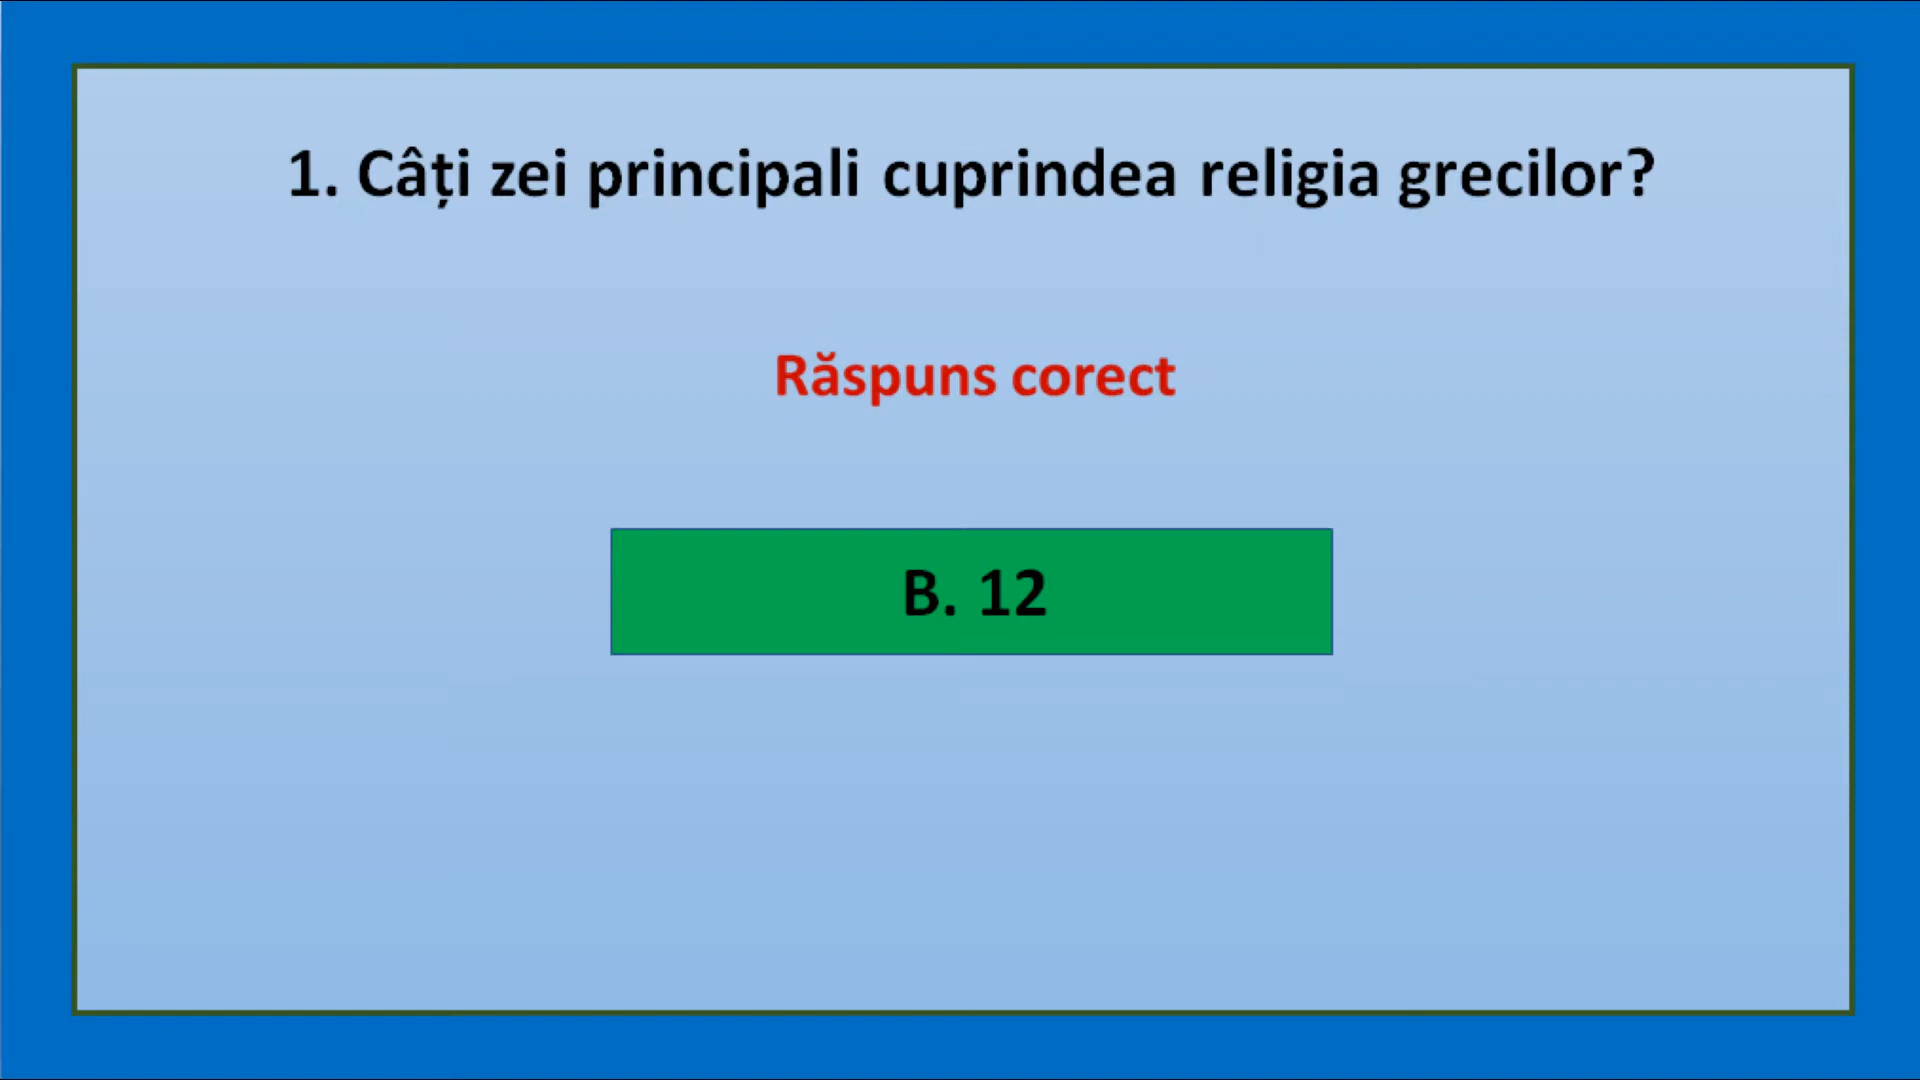 1. Câți zei principali cuprindea religia grecilor?
Răspuns corect
B. 12